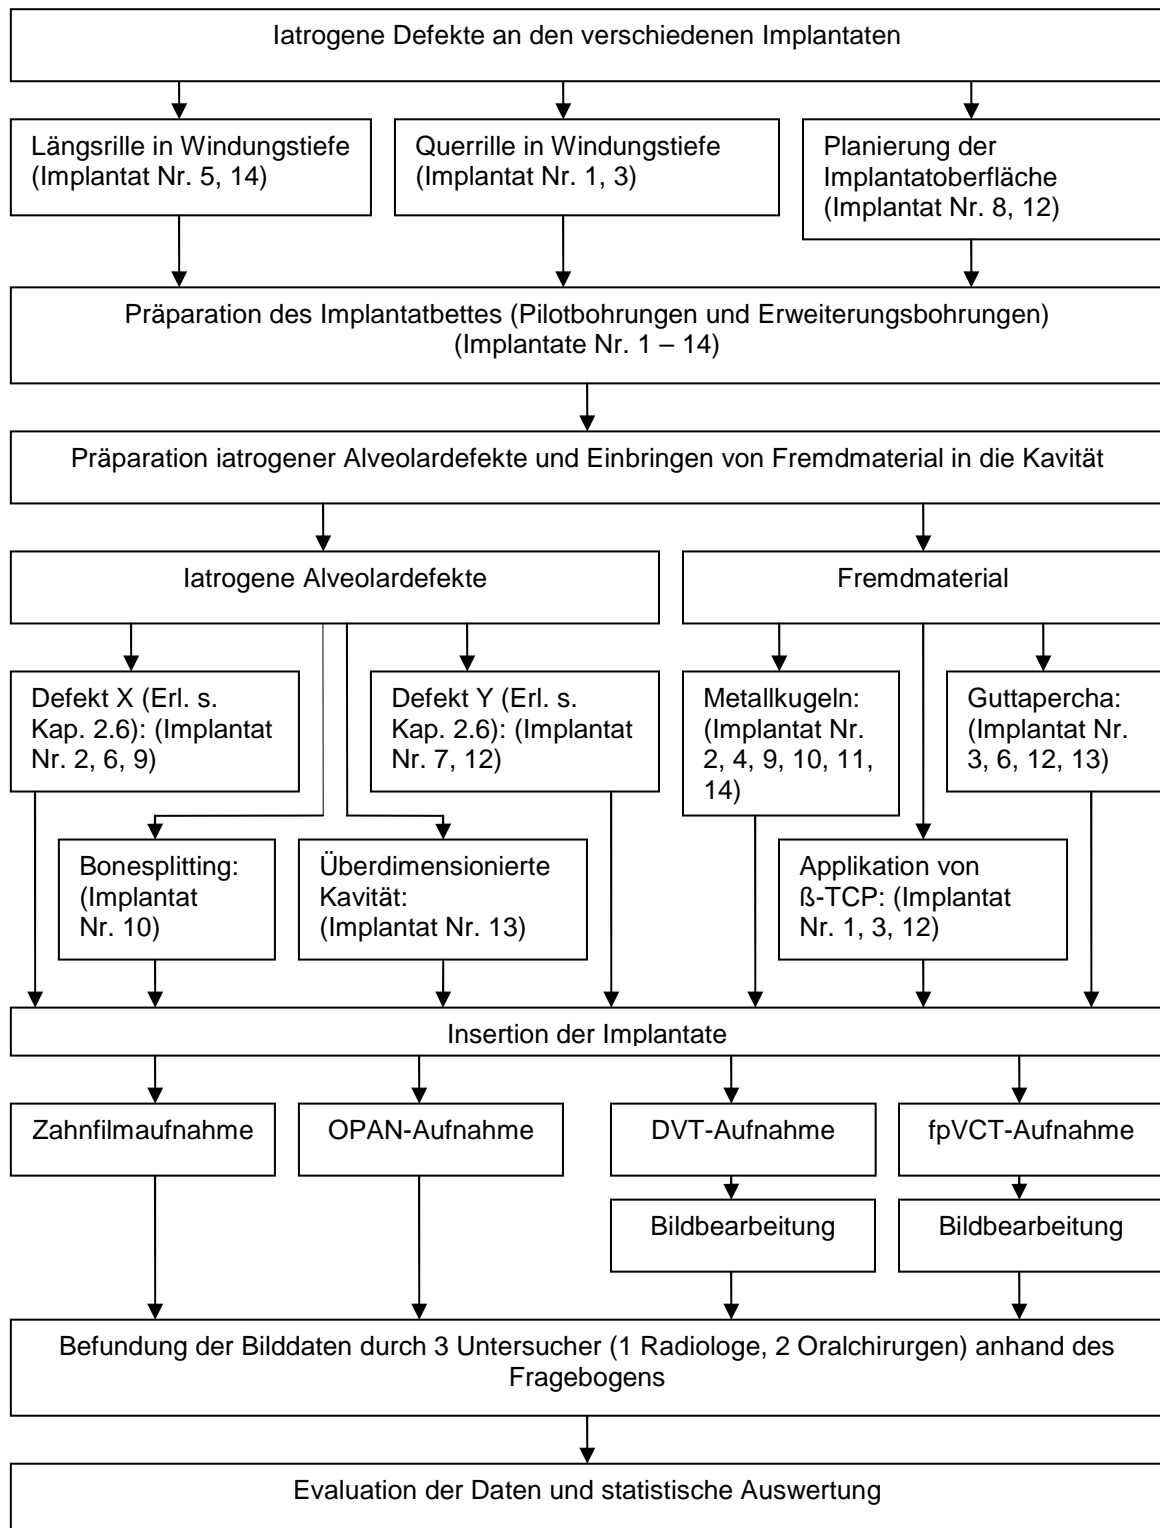 Iatrogene Defekte an den verschiedenen Implantaten
Längsrille in Windungstiefe
(Implantat Nr. 5, 14)
Querrille in Windungstiefe
(Implantat Nr. 1, 3)
Planierung der
Implantatoberfläche
(Implantat Nr. 8, 12)
Präparation des Implantatbettes (Pilotbohrungen und Erweiterungsbohrungen)
(Implantate Nr. 1 – 14)
Präparation iatrogener Alveolardefekte und Einbringen von Fremdmaterial in die Kavität
Iatrogene Alveolardefekte
Fremdmaterial
Defekt X (Erl. s.
Kap. 2.6): (Implantat
Nr. 2, 6, 9)
Defekt Y (Erl. s.
Kap. 2.6): (Implantat
Nr. 7, 12)
Metallkugeln:
(Implantat Nr.
2, 4, 9, 10, 11,
14)
Guttapercha:
(Implantat Nr.
3, 6, 12, 13)
Bonesplitting:
(Implantat
Nr. 10)
Überdimensionierte
Kavität:
(Implantat Nr. 13)
Applikation von
ß-TCP: (Implantat
Nr. 1, 3, 12)
Insertion der Implantate
Zahnfilmaufnahme
OPAN-Aufnahme
DVT-Aufnahme
fpVCT-Aufnahme
Bildbearbeitung
Bildbearbeitung
Befundung der Bilddaten durch 3 Untersucher (1 Radiologe, 2 Oralchirurgen) anhand des
Fragebogens
Evaluation der Daten und statistische Auswertung